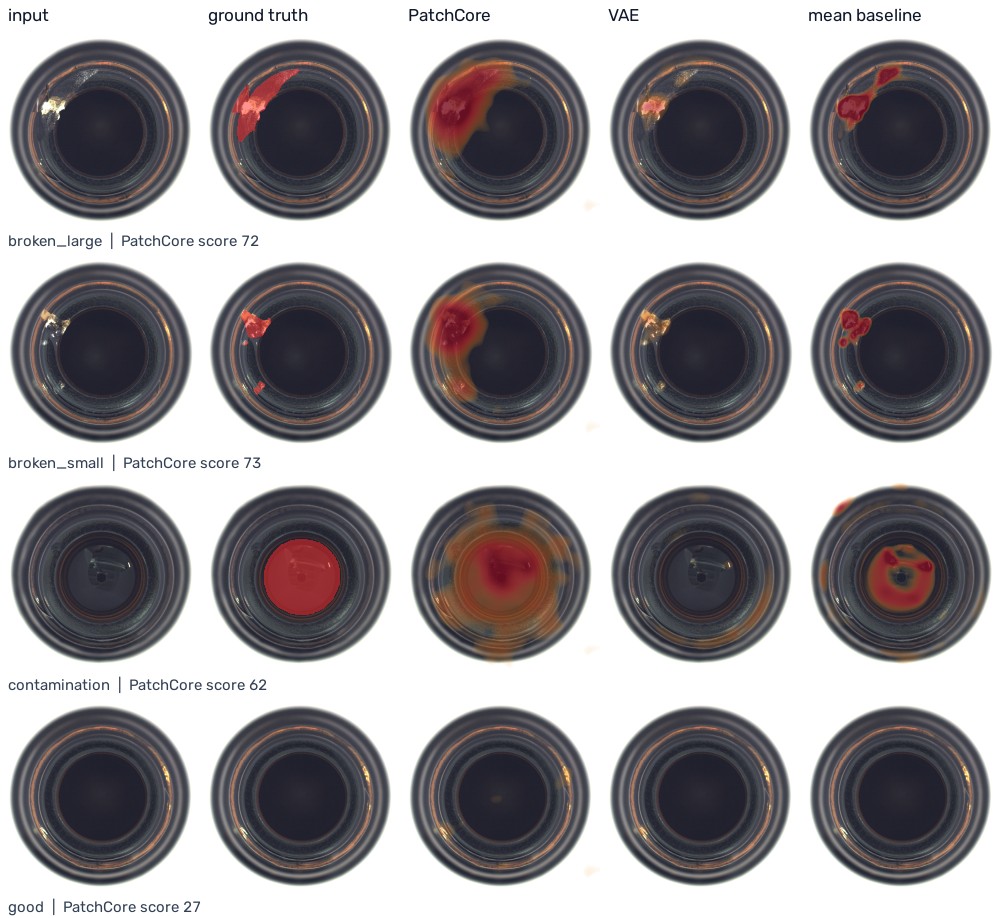 input ground truth PatchCore VAE mean baseline
broken_large | PatchCore score 72
broken_small | PatchCore score 73
contamination | PatchCore score 62
good | PatchCore score 27